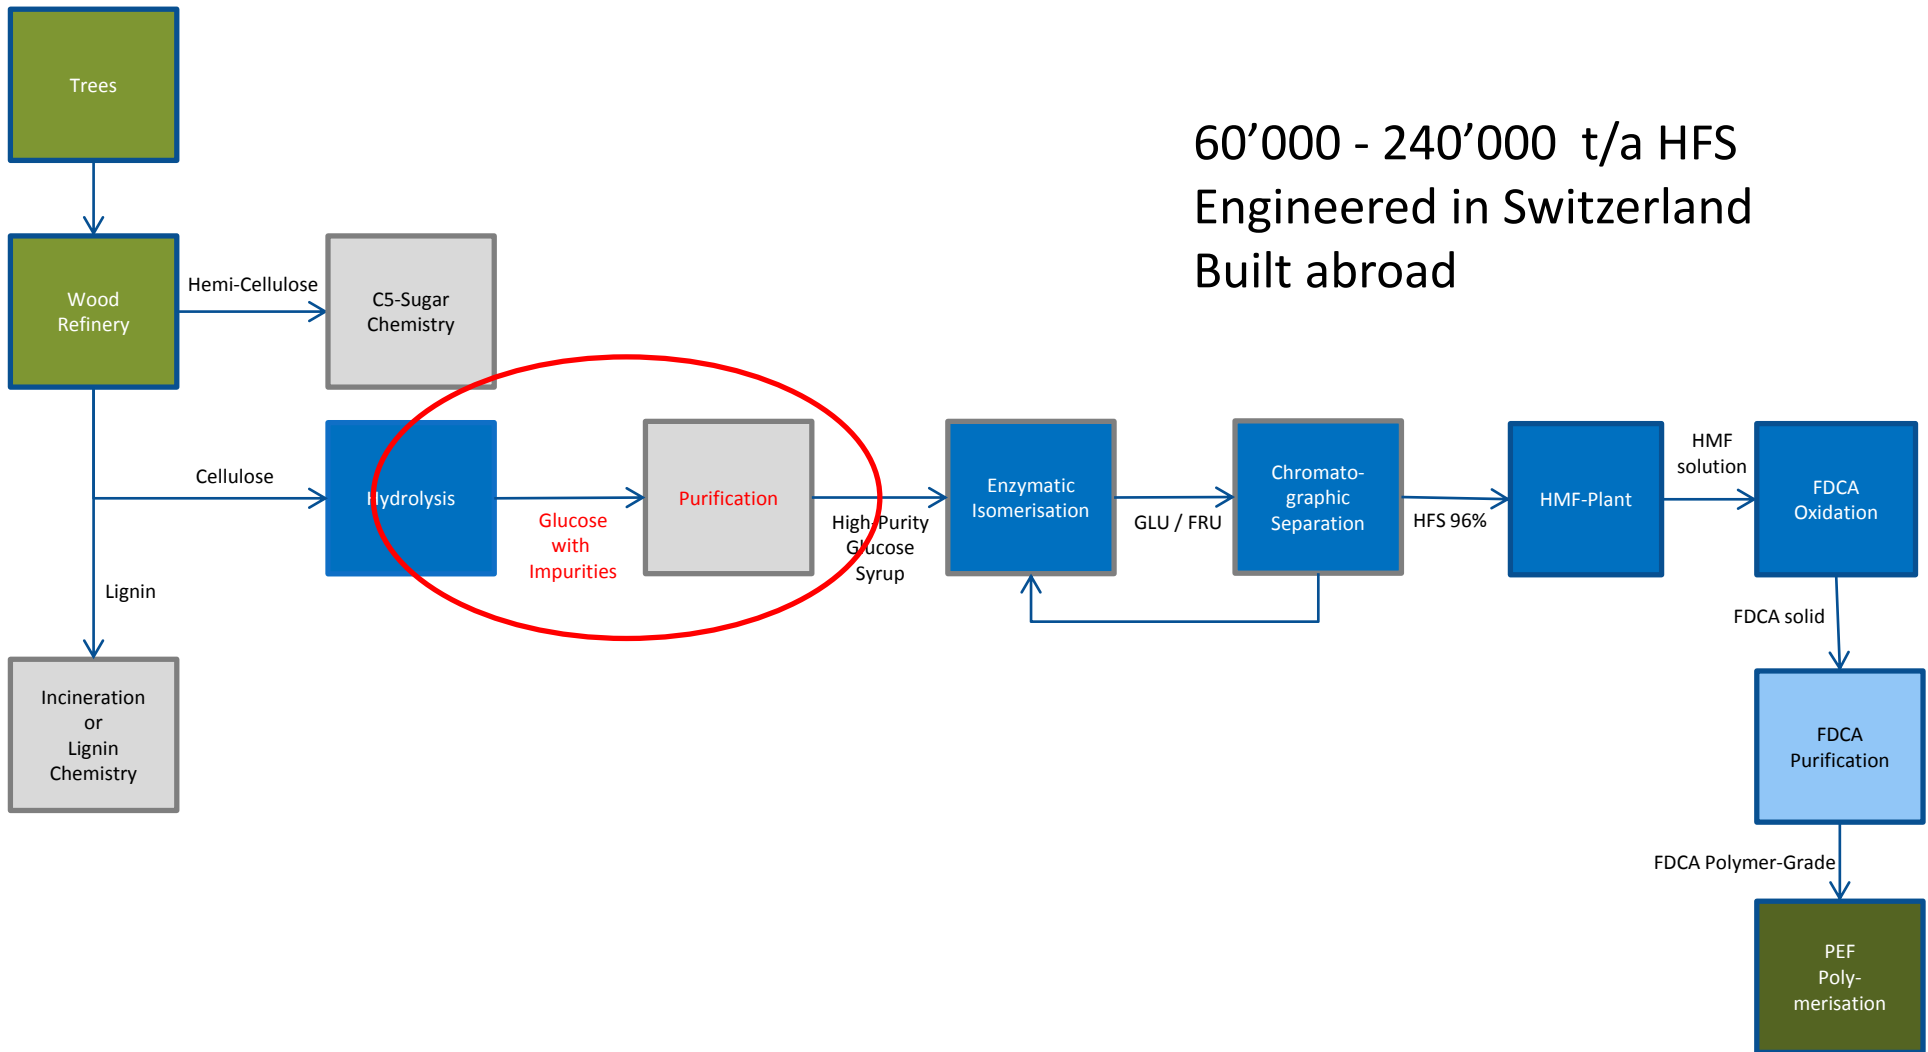 Trees
60’000 - 240’000 t/a HFS
Engineered in Switzerland
Built abroad
Wood
Refinery
Hemi-Cellulose
C5-Sugar
Chemistry
Cellulose
Hydrolysis
Glucose
with
Impurities
Purification
High-Purity
Glucose
Syrup
Enzymatic
Isomerisation
GLU / FRU
Chromato-
graphic
Separation
HFS 96%
HMF-Plant
HMF
solution
FDCA
Oxidation
Lignin
FDCA solid
Incineration
or
Lignin
Chemistry
FDCA
Purification
FDCA Polymer-Grade
PEF
Poly-
merisation